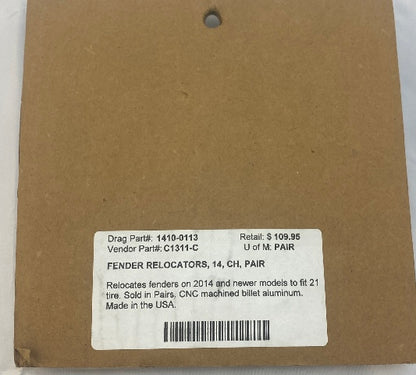 Drag Part#: 1410-0113 Retail: $ 109.95
Vendor Part#: C1311-C U of M: PAIR
FENDER RELOCATORS, 14, CH, PAIR
Relocates fenders on 2014 and newer models to fit 21
tire. Sold in Pairs. CNC machined billet aluminum.
Made in the USA.